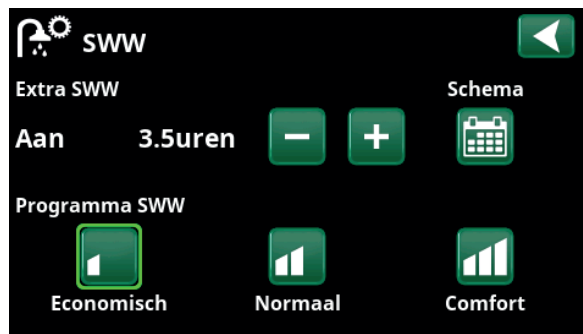 SWW
Extra SWW Schema
Aan 3.5uren - +
Programma SWW
Economisch Normaal Comfort